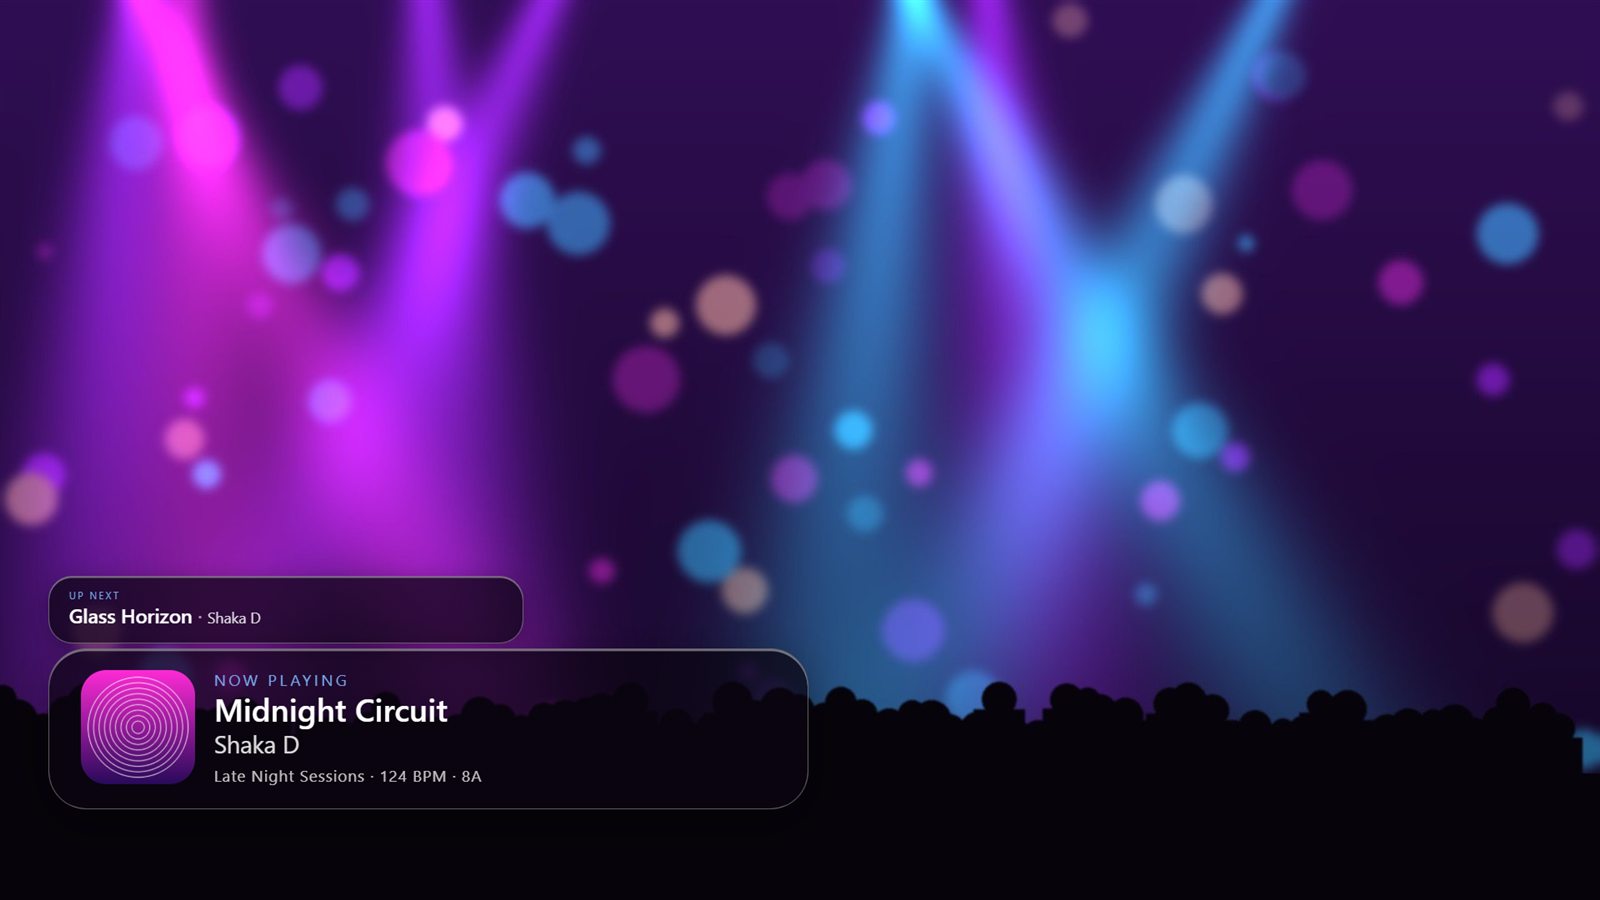 UP NEXT
Glass Horizon · Shaka D
NOW PLAYING
Midnight Circuit
Shaka D
Late Night Sessions · 124 BPM · 8A